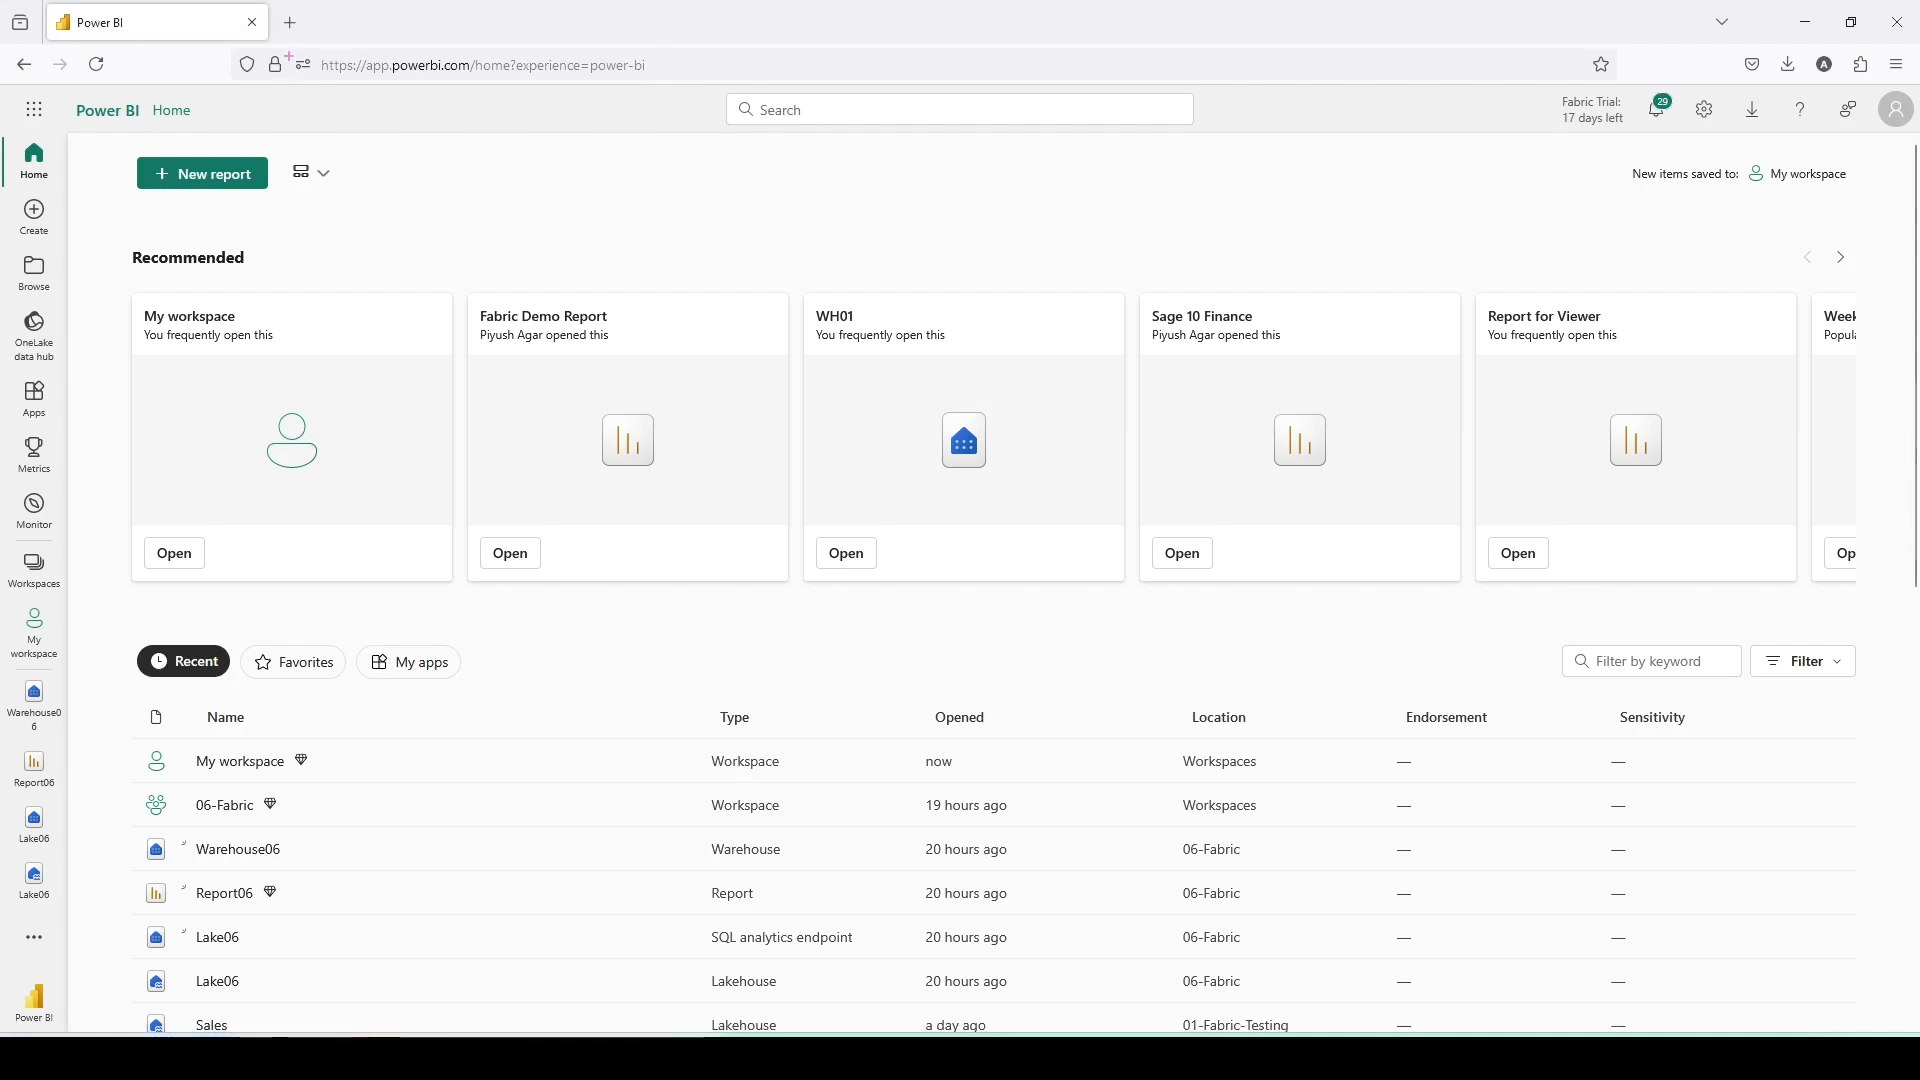 Power BI
https://app.powerbi.com/home?experience=power-bi
Power BI Home
Search
Fabric Trial:
17 days left
29
Home
Create
Browse
OneLake
data hub
Apps
Metrics
Monitor
Workspaces
My
workspace
Warehouse0
6
Report06
Lake06
Lake06
Power BI
New report
New items saved to: My workspace
Recommended
My workspace
You frequently open this
Open
Fabric Demo Report
Piyush Agar opened this
Open
WH01
You frequently open this
Open
Sage 10 Finance
Piyush Agar opened this
Open
Report for Viewer
You frequently open this
Open
Week
Popula
Op
Recent Favorites My apps
Filter by keyword Filter
Name Type Opened Location Endorsement Sensitivity
My workspace Workspace now Workspaces — —
06-Fabric Workspace 19 hours ago Workspaces — —
Warehouse06 Warehouse 20 hours ago 06-Fabric — —
Report06 Report 20 hours ago 06-Fabric — —
Lake06 SQL analytics endpoint 20 hours ago 06-Fabric — —
Lake06 Lakehouse 20 hours ago 06-Fabric — —
Sales Lakehouse a day ago 01-Fabric-Testing — —